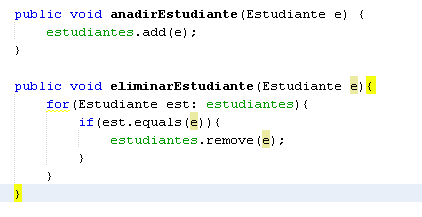 public void anadirEstudiante(Estudiante e) {
estudiantes.add(e);
}
public void eliminarEstudiante(Estudiante e){
for(Estudiante est: estudiantes){
if(est.equals(e)){
estudiantes.remove(e);
}
}
}